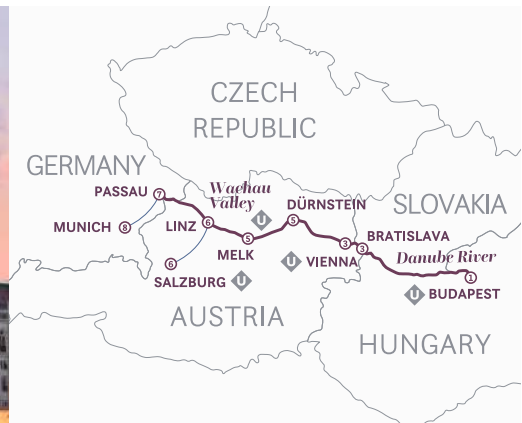 CZECH
REPUBLIC
GERMANY
PASSAU
7
Wachau
Valley
U
DÜRNSTEIN
5
SLOVAKIA
MUNICH
8
LINZ
6
MELK
5
3
3
BRATISLAVA
U
VIENNA
Danube River
6
SALZBURG
U
1
U
BUDAPEST
AUSTRIA
HUNGARY